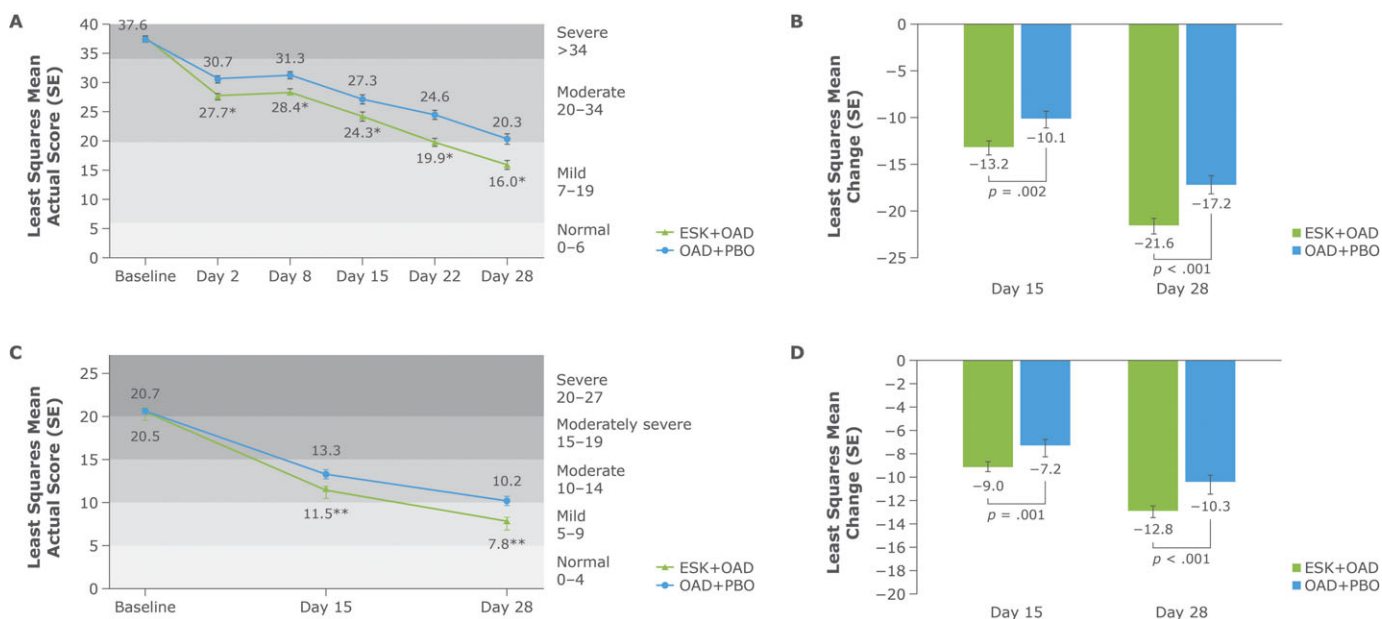 A
Least Squares Mean
Actual Score (SE)
40
35
30
25
20
15
10
5
0
37.6
30.7
31.3
27.3
24.6
20.3
27.7*
28.4*
24.3*
19.9*
16.0*
Baseline Day 2 Day 8 Day 15 Day 22 Day 28
Severe
>34
Moderate
20–34
Mild
7–19
Normal
0–6
ESK+OAD
OAD+PBO
B
Least Squares Mean
Change (SE)
0
−5
−10
−15
−20
−25
−13.2
−10.1
p = .002
−21.6
−17.2
p < .001
Day 15 Day 28
ESK+OAD
OAD+PBO
C
Least Squares Mean
Actual Score (SE)
25
20
15
10
5
0
20.7
20.5
13.3
11.5**
10.2
7.8**
Baseline Day 15 Day 28
Severe
20–27
Moderately severe
15–19
Moderate
10–14
Mild
5–9
Normal
0–4
ESK+OAD
OAD+PBO
D
Least Squares Mean
Change (SE)
0
−2
−4
−6
−8
−10
−12
−14
−16
−18
−20
−9.0
−7.2
p = .001
−12.8
−10.3
p < .001
Day 15 Day 28
ESK+OAD
OAD+PBO